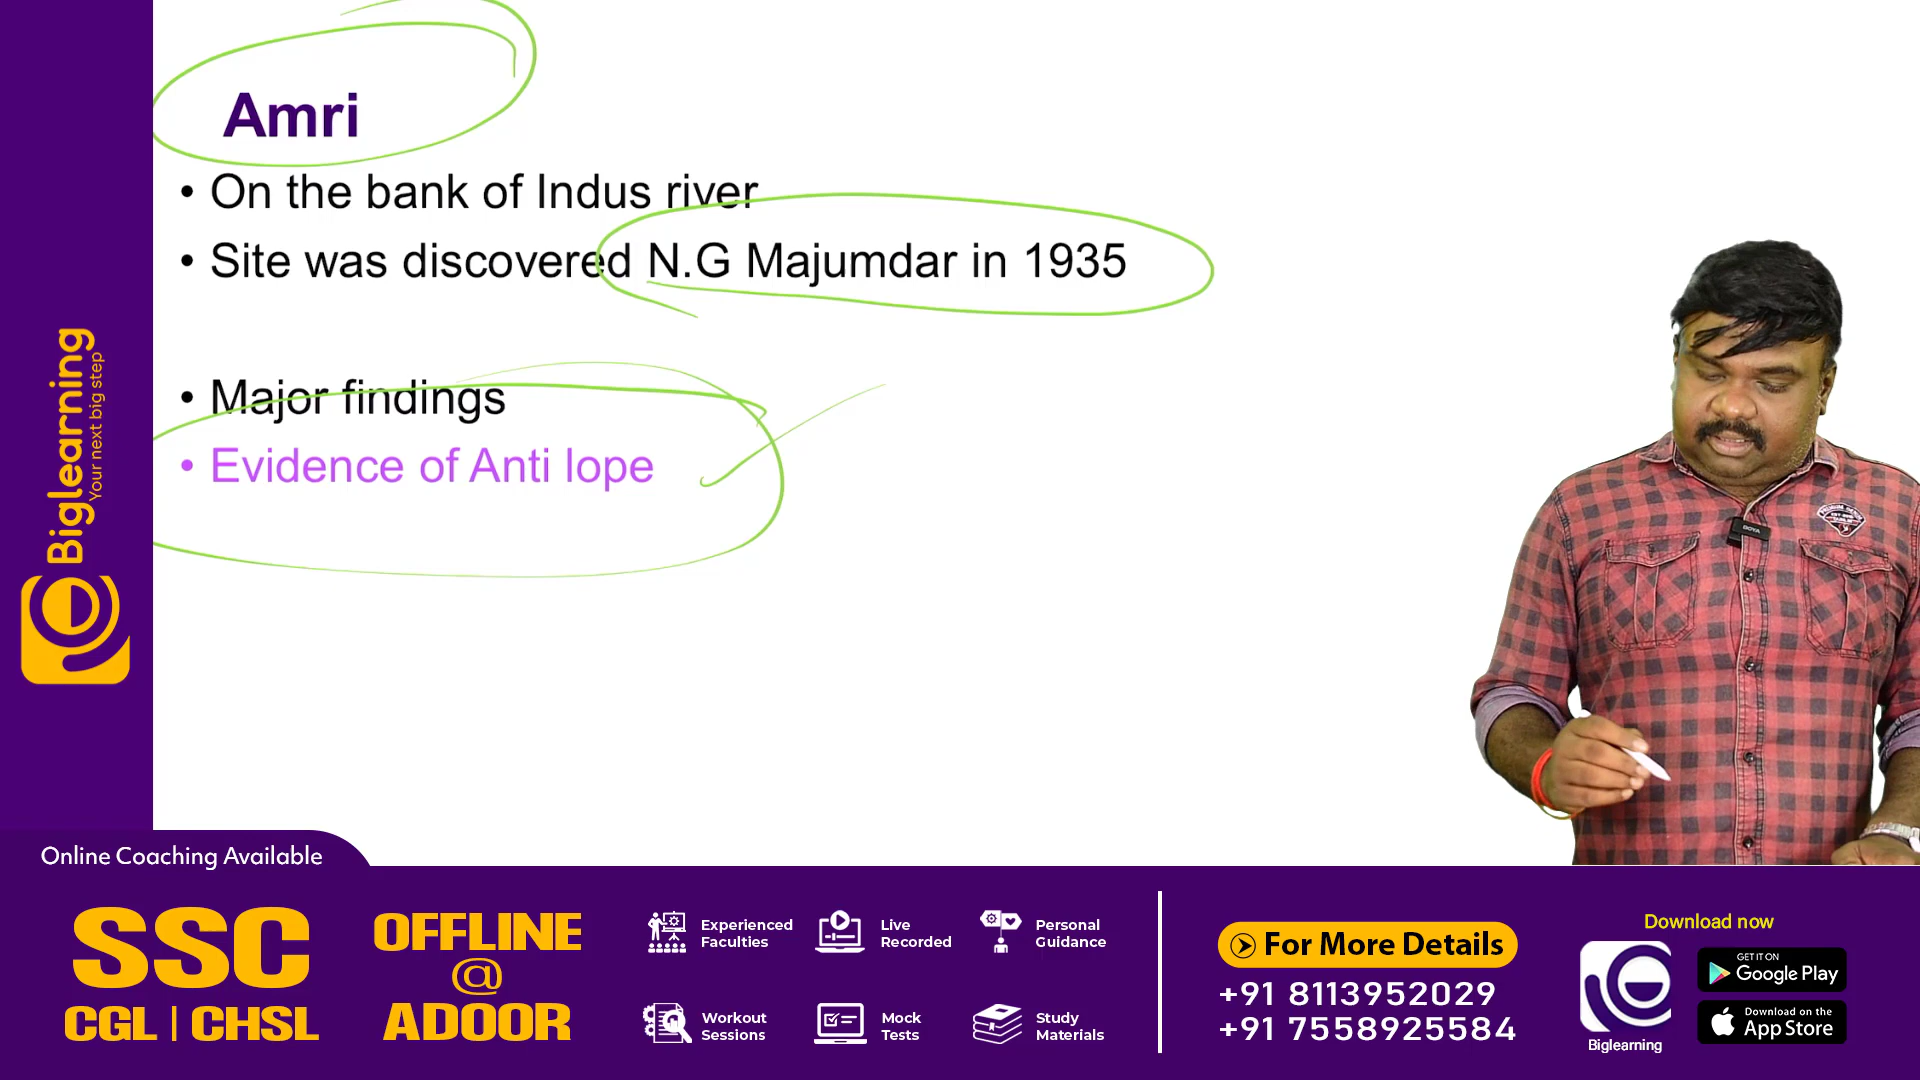 Amri
• On the bank of Indus river
• Site was discovered N.G Majumdar in 1935
• Major findings
• Evidence of Anti lope
Biglearning
Your next big step
Online Coaching Available
SSC
CGL | CHSL
OFFLINE
@
ADOOR
Experienced
Faculties
Live
Recorded
Personal
Guidance
Workout
Sessions
Mock
Tests
Study
Materials
For More Details
+91 8113952029
+91 7558925584
Download now
Biglearning
GET IT ON
Google Play
Download on the
App Store
BOYA